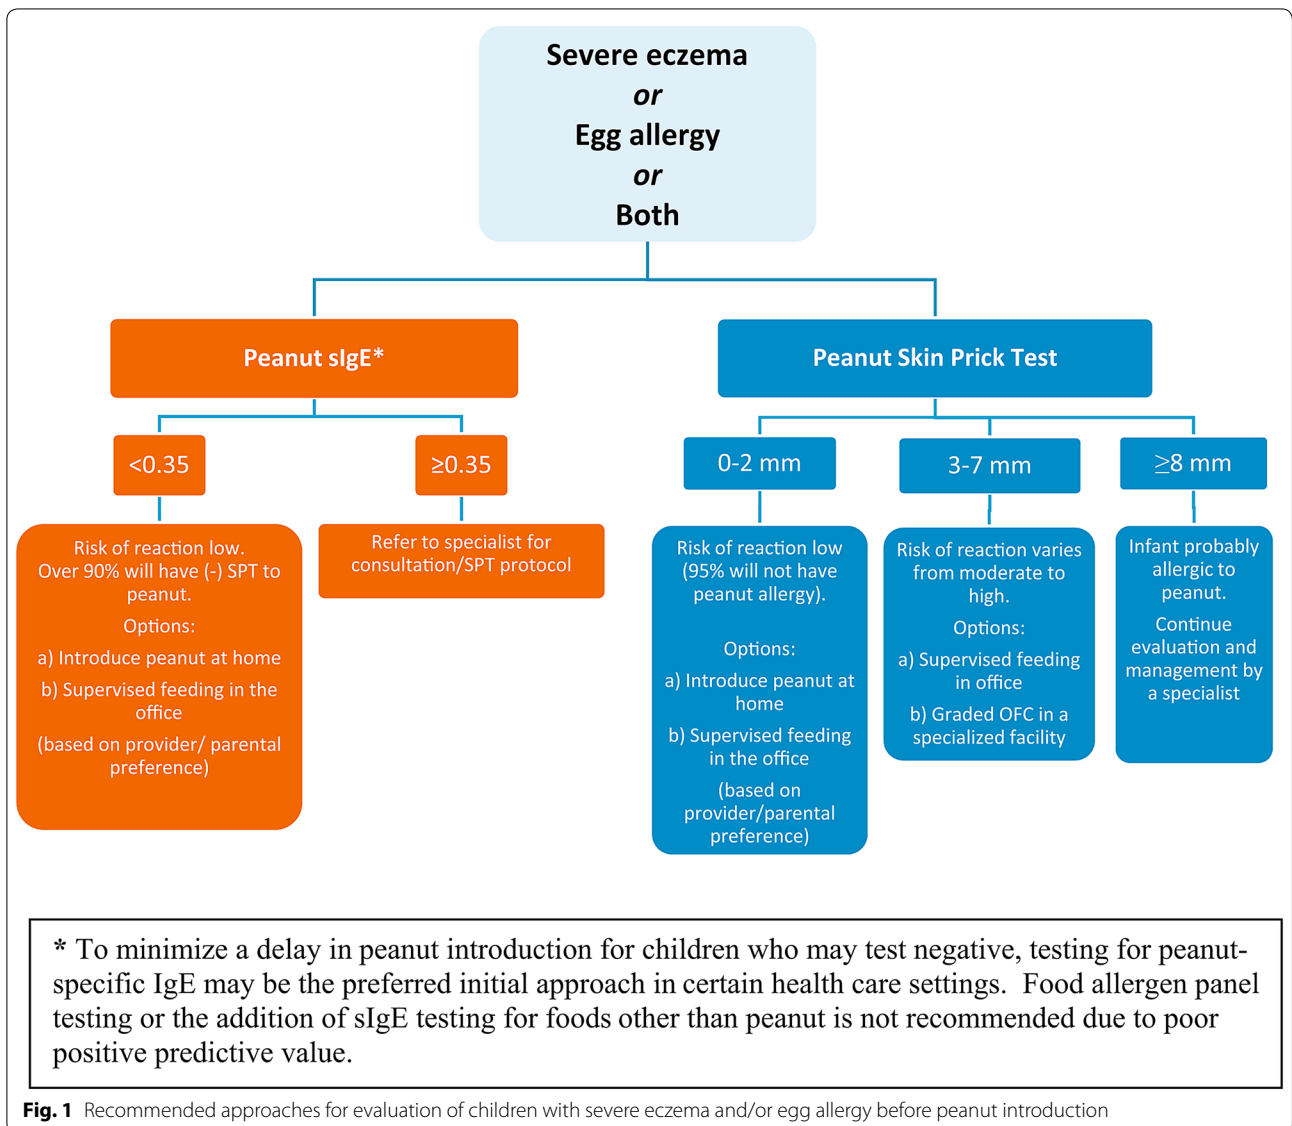 Severe eczema
or
Egg allergy
or
Both
Peanut sIgE*
Peanut Skin Prick Test
<0.35
≥0.35
0-2 mm
3-7 mm
≥8 mm
Risk of reaction low.
Over 90% will have (-) SPT to
peanut.
Options:
a) Introduce peanut at home
b) Supervised feeding in the
office
(based on provider/ parental
preference)
Refer to specialist for
consultation/SPT protocol
Risk of reaction low
(95% will not have
peanut allergy).
Options:
a) Introduce peanut at
home
b) Supervised feeding
in the office
(based on
provider/parental
preference)
Risk of reaction varies
from moderate to
high.
Options:
a) Supervised feeding
in office
b) Graded OFC in a
specialized facility
Infant probably
allergic to
peanut.
Continue
evaluation and
management by
a specialist
* To minimize a delay in peanut introduction for children who may test negative, testing for peanut-
specific IgE may be the preferred initial approach in certain health care settings.  Food allergen panel
testing or the addition of sIgE testing for foods other than peanut is not recommended due to poor
positive predictive value.
Fig. 1 Recommended approaches for evaluation of children with severe eczema and/or egg allergy before peanut introduction